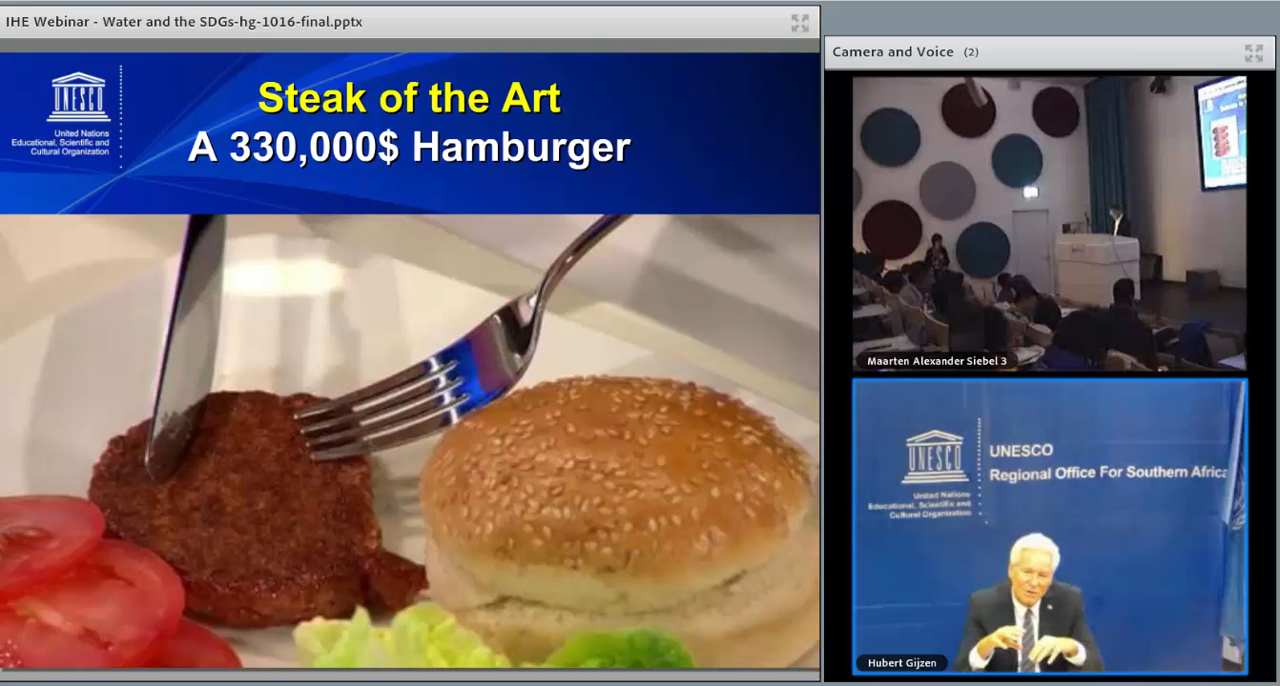 IHE Webinar - Water and the SDGs-hg-1016-final.pptx
UNESCO
United Nations
Educational, Scientific and
Cultural Organization
Steak of the Art
A 330,000$ Hamburger
Camera and Voice (2)
Maarten Alexander Siebel 3
UNESCO
United Nations
Educational, Scientific and
Cultural Organization
UNESCO
Regional Office For Southern Africa
Hubert Gijzen